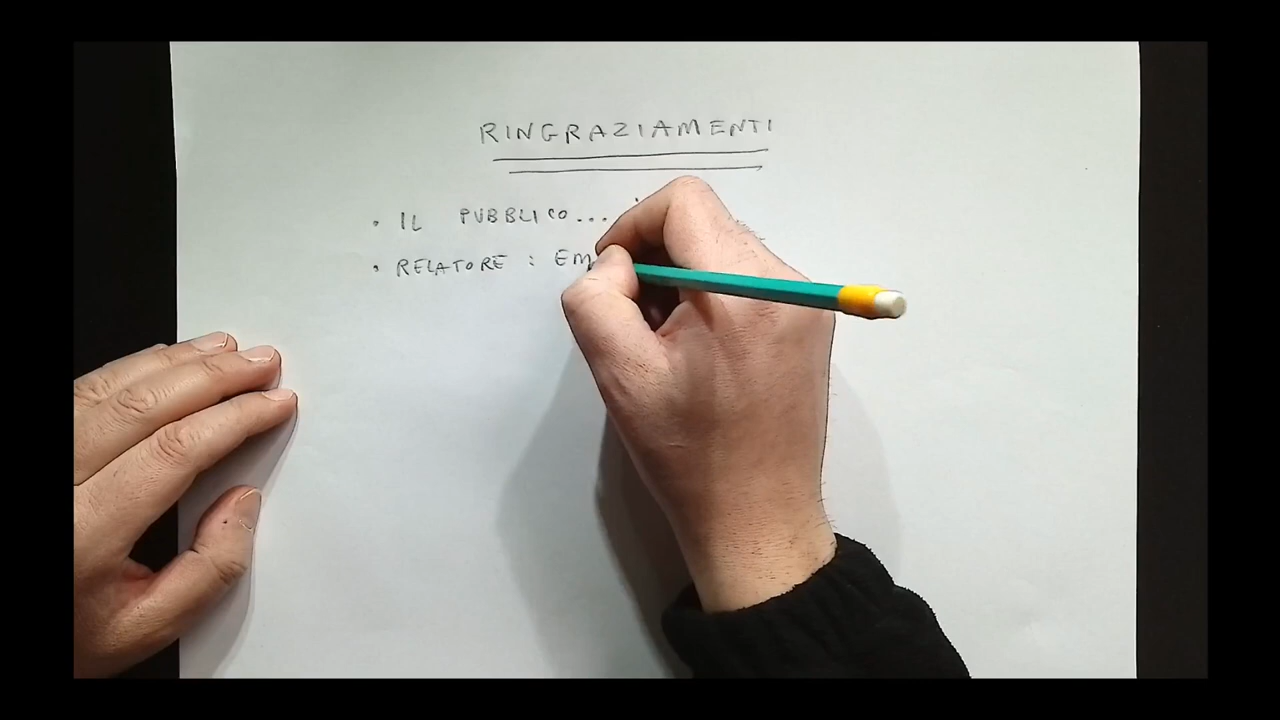 RINGRAZIAMENTI
• IL PUBBLICO...
• RELATORE : EM